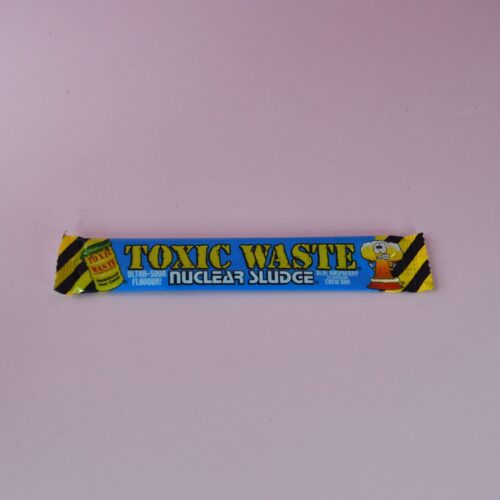 TOXIC WASTE
TOXIC WASTE
ULTRA-SOUR
FLAVOUR!
NUCLEAR SLUDGE
BLUE RASPBERRY
CHEW BAR